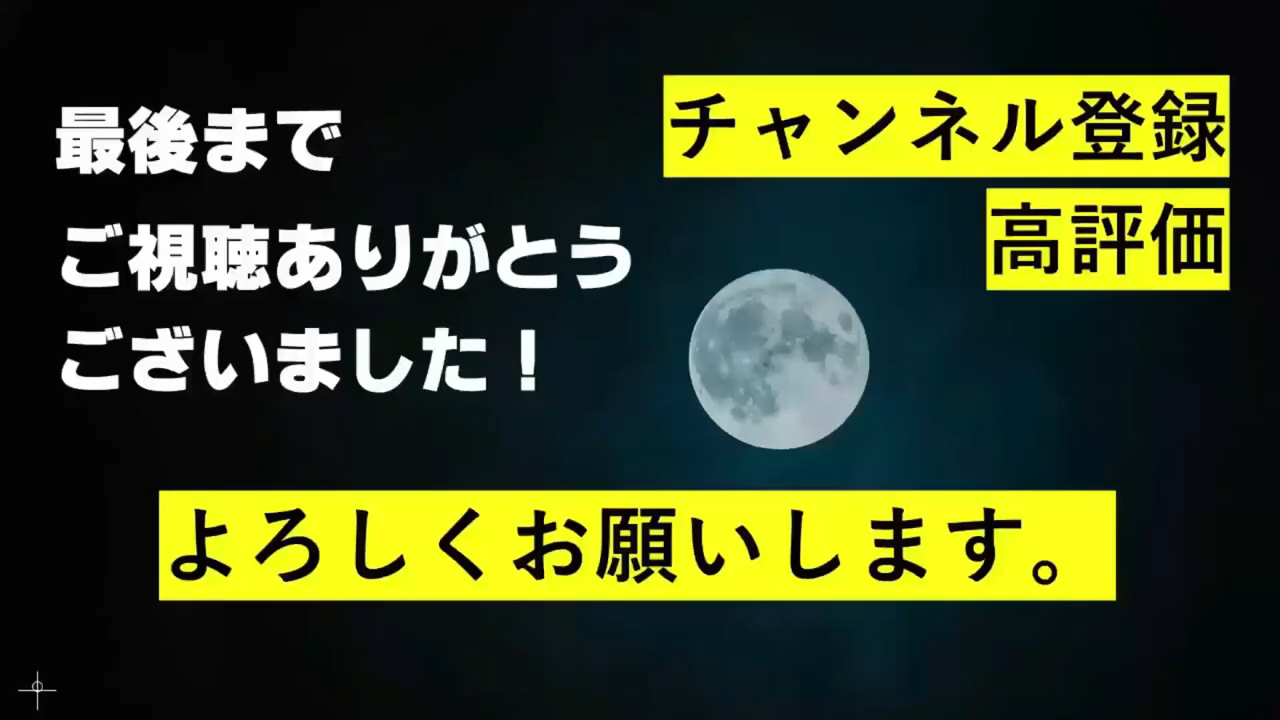 最後まで
ご視聴ありがとう
ございました！
チャンネル登録
高評価
よろしくお願いします。